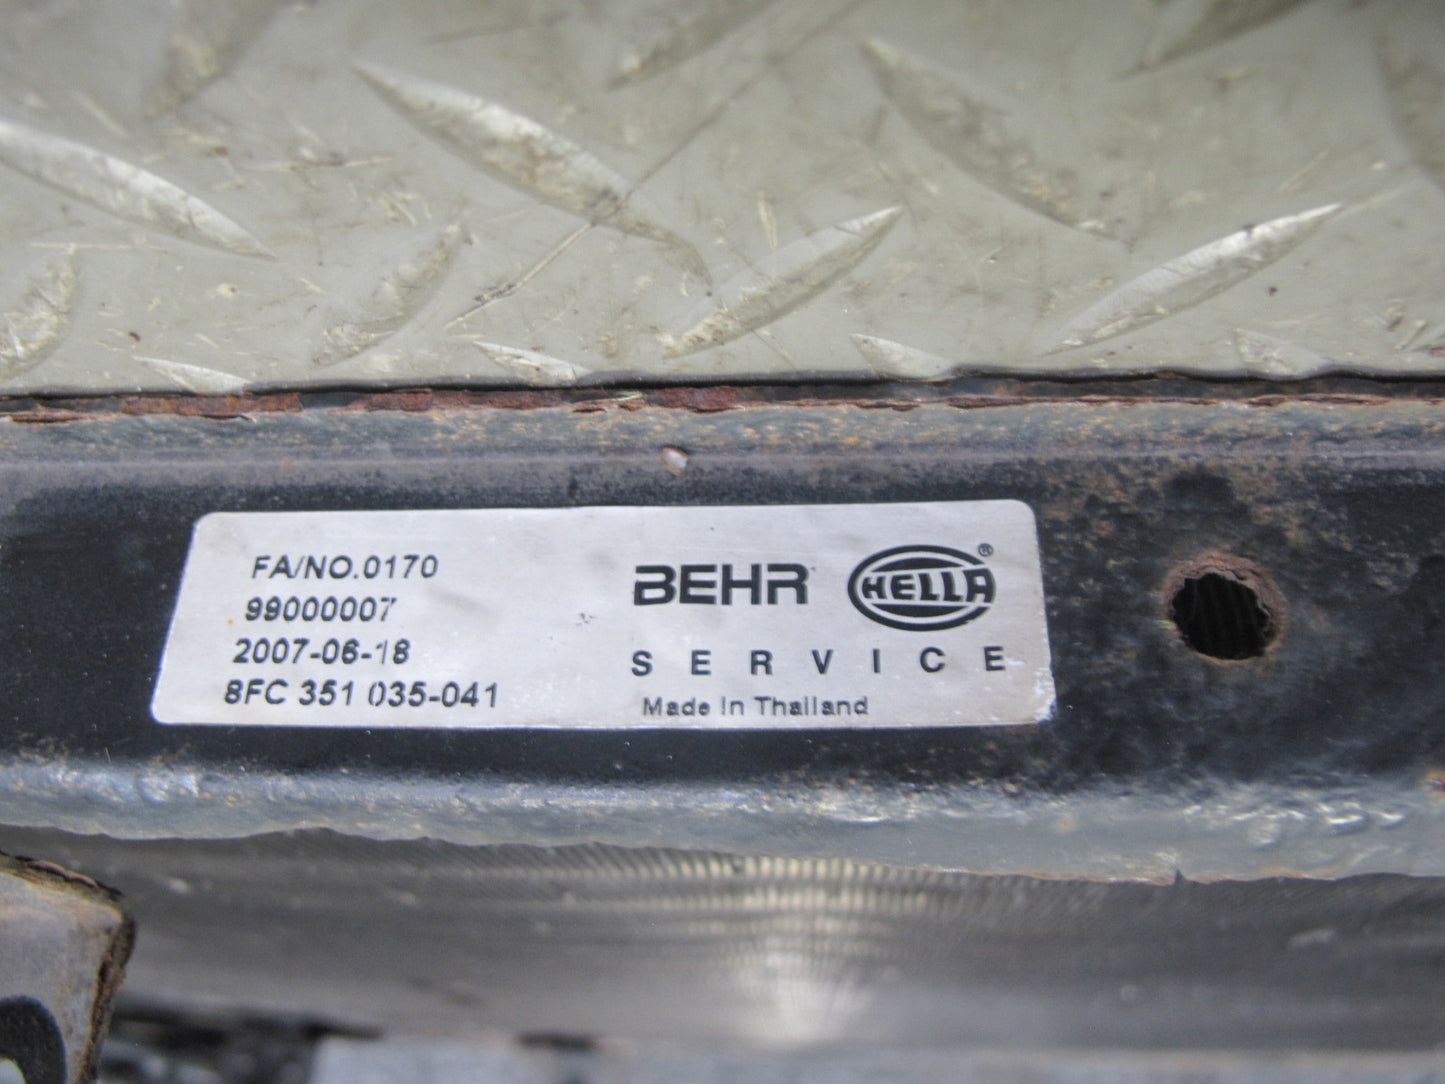 FA/NO.0170
99000007
2007-06-18
8FC 351 035-041
BEHR HELLA®
SERVICE
Made In Thailand